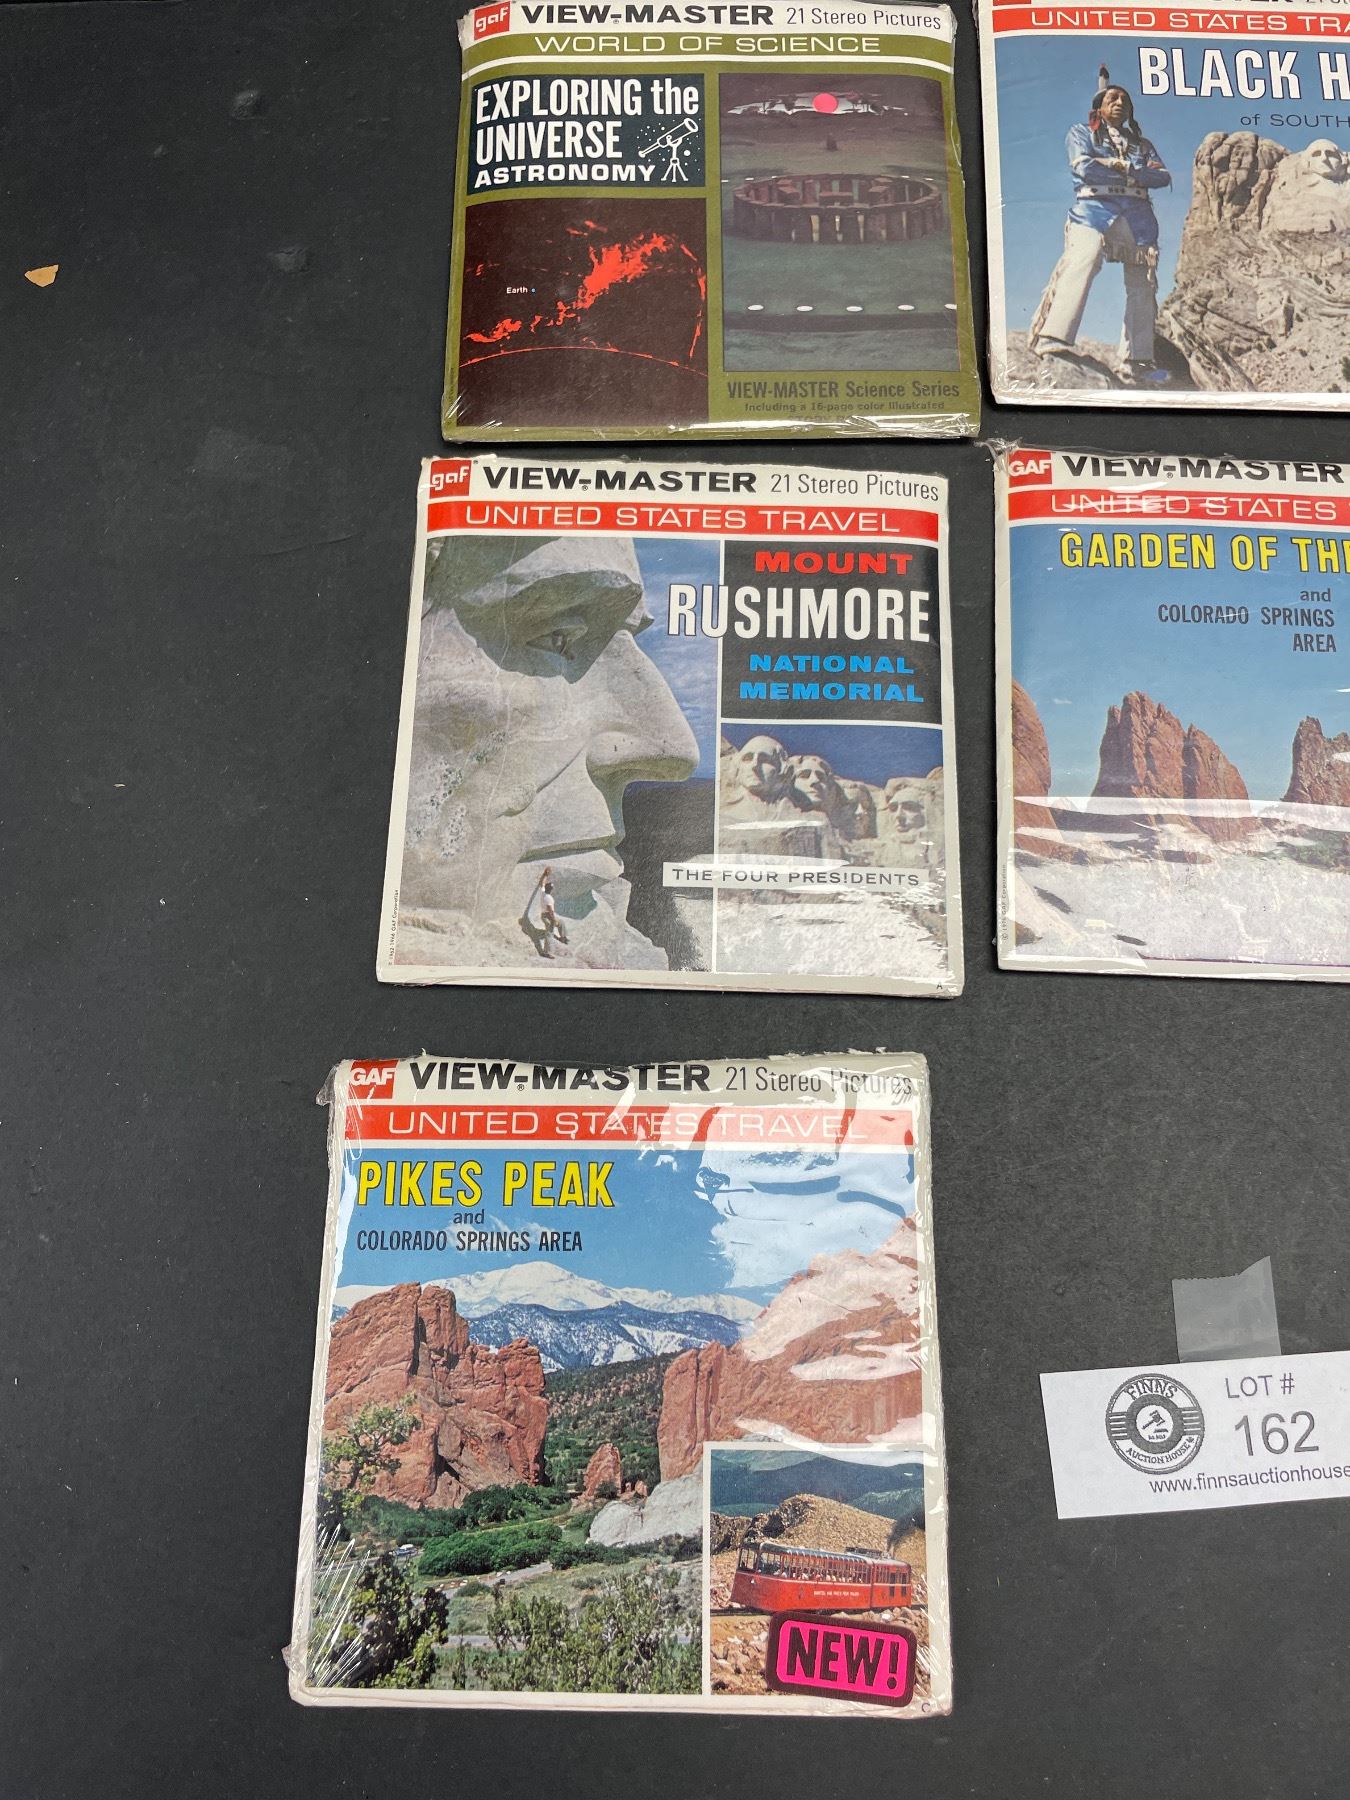 gaf VIEW-MASTER® 21 Stereo Pictures
WORLD OF SCIENCE
EXPLORING the
UNIVERSE
ASTRONOMY
Earth
VIEW-MASTER Science Series
Including a 16-page color illustrated
UNITED STATES
BLACK
of SOUTH
gaf VIEW-MASTER® 21 Stereo Pictures
UNITED STATES TRAVEL
MOUNT
RUSHMORE
NATIONAL
MEMORIAL
THE FOUR PRESIDENTS
A
GAF VIEW-MASTER
UNITED STATES
GARDEN OF
and
COLORADO SPRINGS
AREA
GAF VIEW-MASTER® 21 Stereo Pictures
UNITED STATES TRAVEL
PIKES PEAK
and
COLORADO SPRINGS AREA
NEW!
C
FINNS
AUCTION HOUSE
LOT #
162
www.finnsauctionhouse